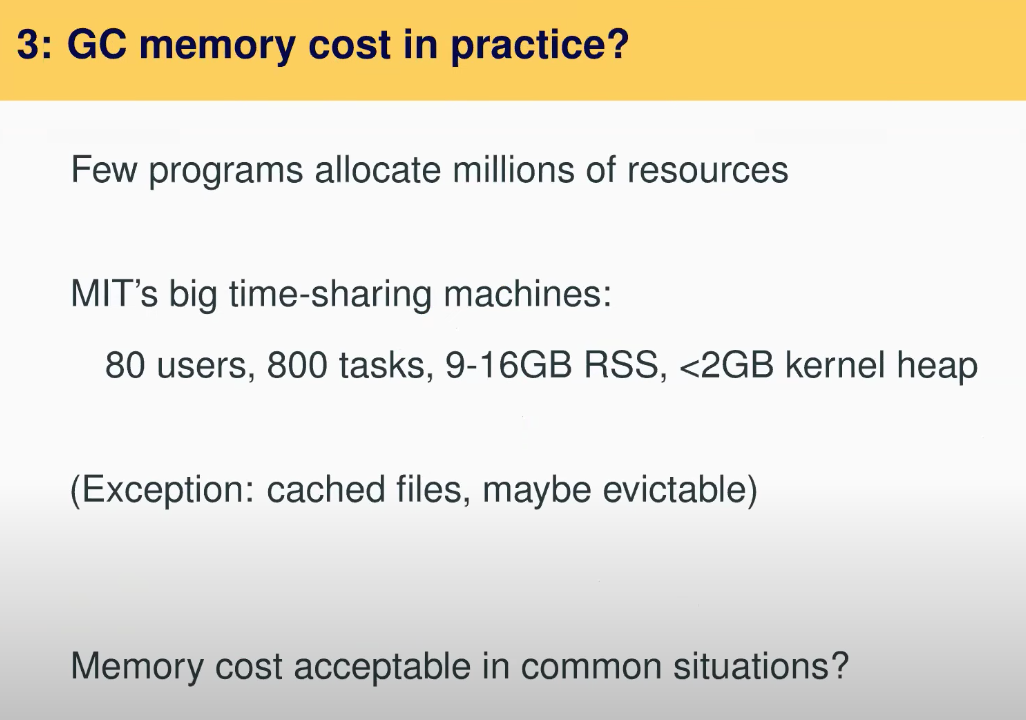 3: GC memory cost in practice?
Few programs allocate millions of resources
MIT's big time-sharing machines:
80 users, 800 tasks, 9-16GB RSS, <2GB kernel heap
(Exception: cached files, maybe evictable)
Memory cost acceptable in common situations?